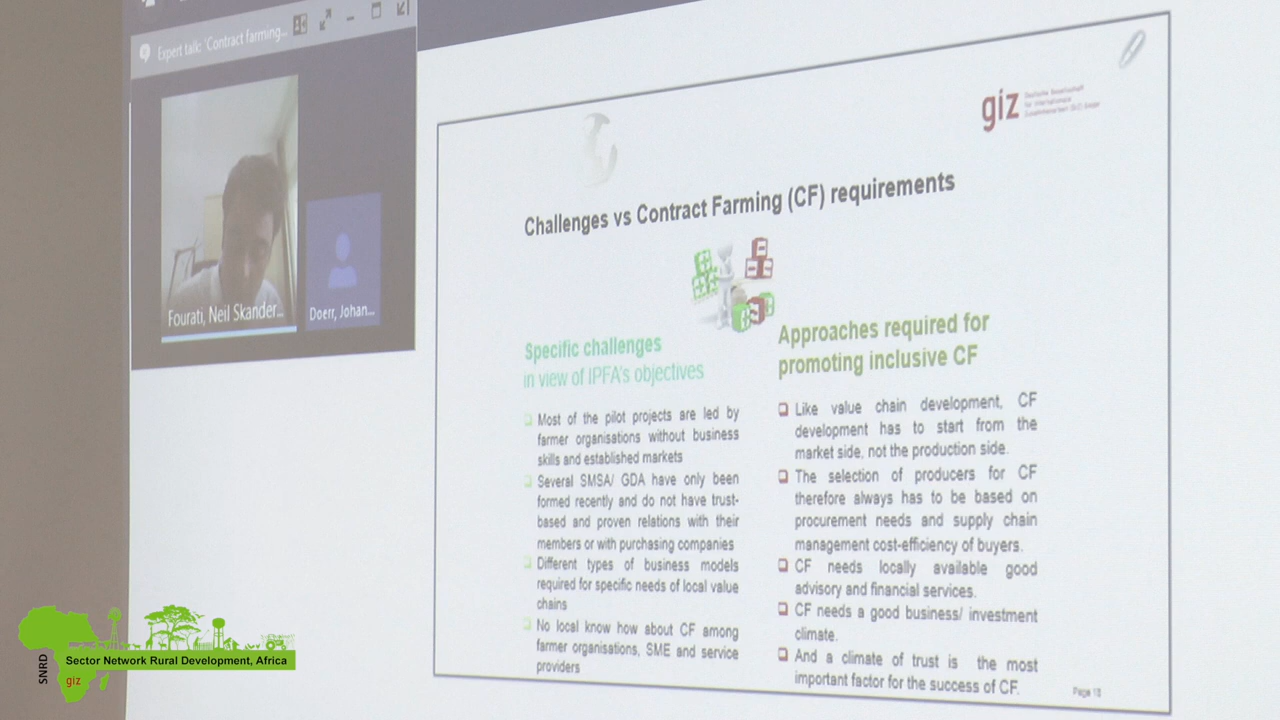 Expert talk: 'Contract farming...
Fourati, Neil Skander...
Doerr, Johan...
giz Deutsche Gesellschaft
für Internationale
Zusammenarbeit (GIZ) GmbH
Challenges vs Contract Farming (CF) requirements
Specific challenges
in view of IPFA's objectives
Most of the pilot projects are led by
farmer organisations without business
skills and established markets
Several SMSA/ GDA have only been
formed recently and do not have trust-
based and proven relations with their
members or with purchasing companies
Different types of business models
required for specific needs of local value
chains
No local know how about CF among
farmer organisations, SME and service
providers
Approaches required for
promoting inclusive CF
Like value chain development, CF
development has to start from the
market side, not the production side.
The selection of producers for CF
therefore always has to be based on
procurement needs and supply chain
management cost-efficiency of buyers.
CF needs locally available good
advisory and financial services.
CF needs a good business/ investment
climate.
And a climate of trust is the most
important factor for the success of CF.
SNRD
Sector Network Rural Development, Africa
giz